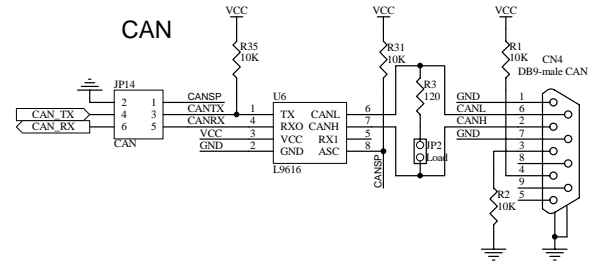 CAN
VCC
VCC
VCC
R35
10K
R31
10K
R1
10K
CN4
DB9-male CAN
JP14
2 1
4 3
6 5
CAN
CAN_TX
CAN_RX
CANSP
CANTX
CANRX
VCC
GND
U6
1 TX CANL 6
4 RXO CANH 7
3 VCC RX1 5
2 GND ASC 8
L9616
CANSP
R3
120
JP2
Load
GND 1
CANL 6
CANH 2
GND 7
3
8
4
9
5
R2
10K